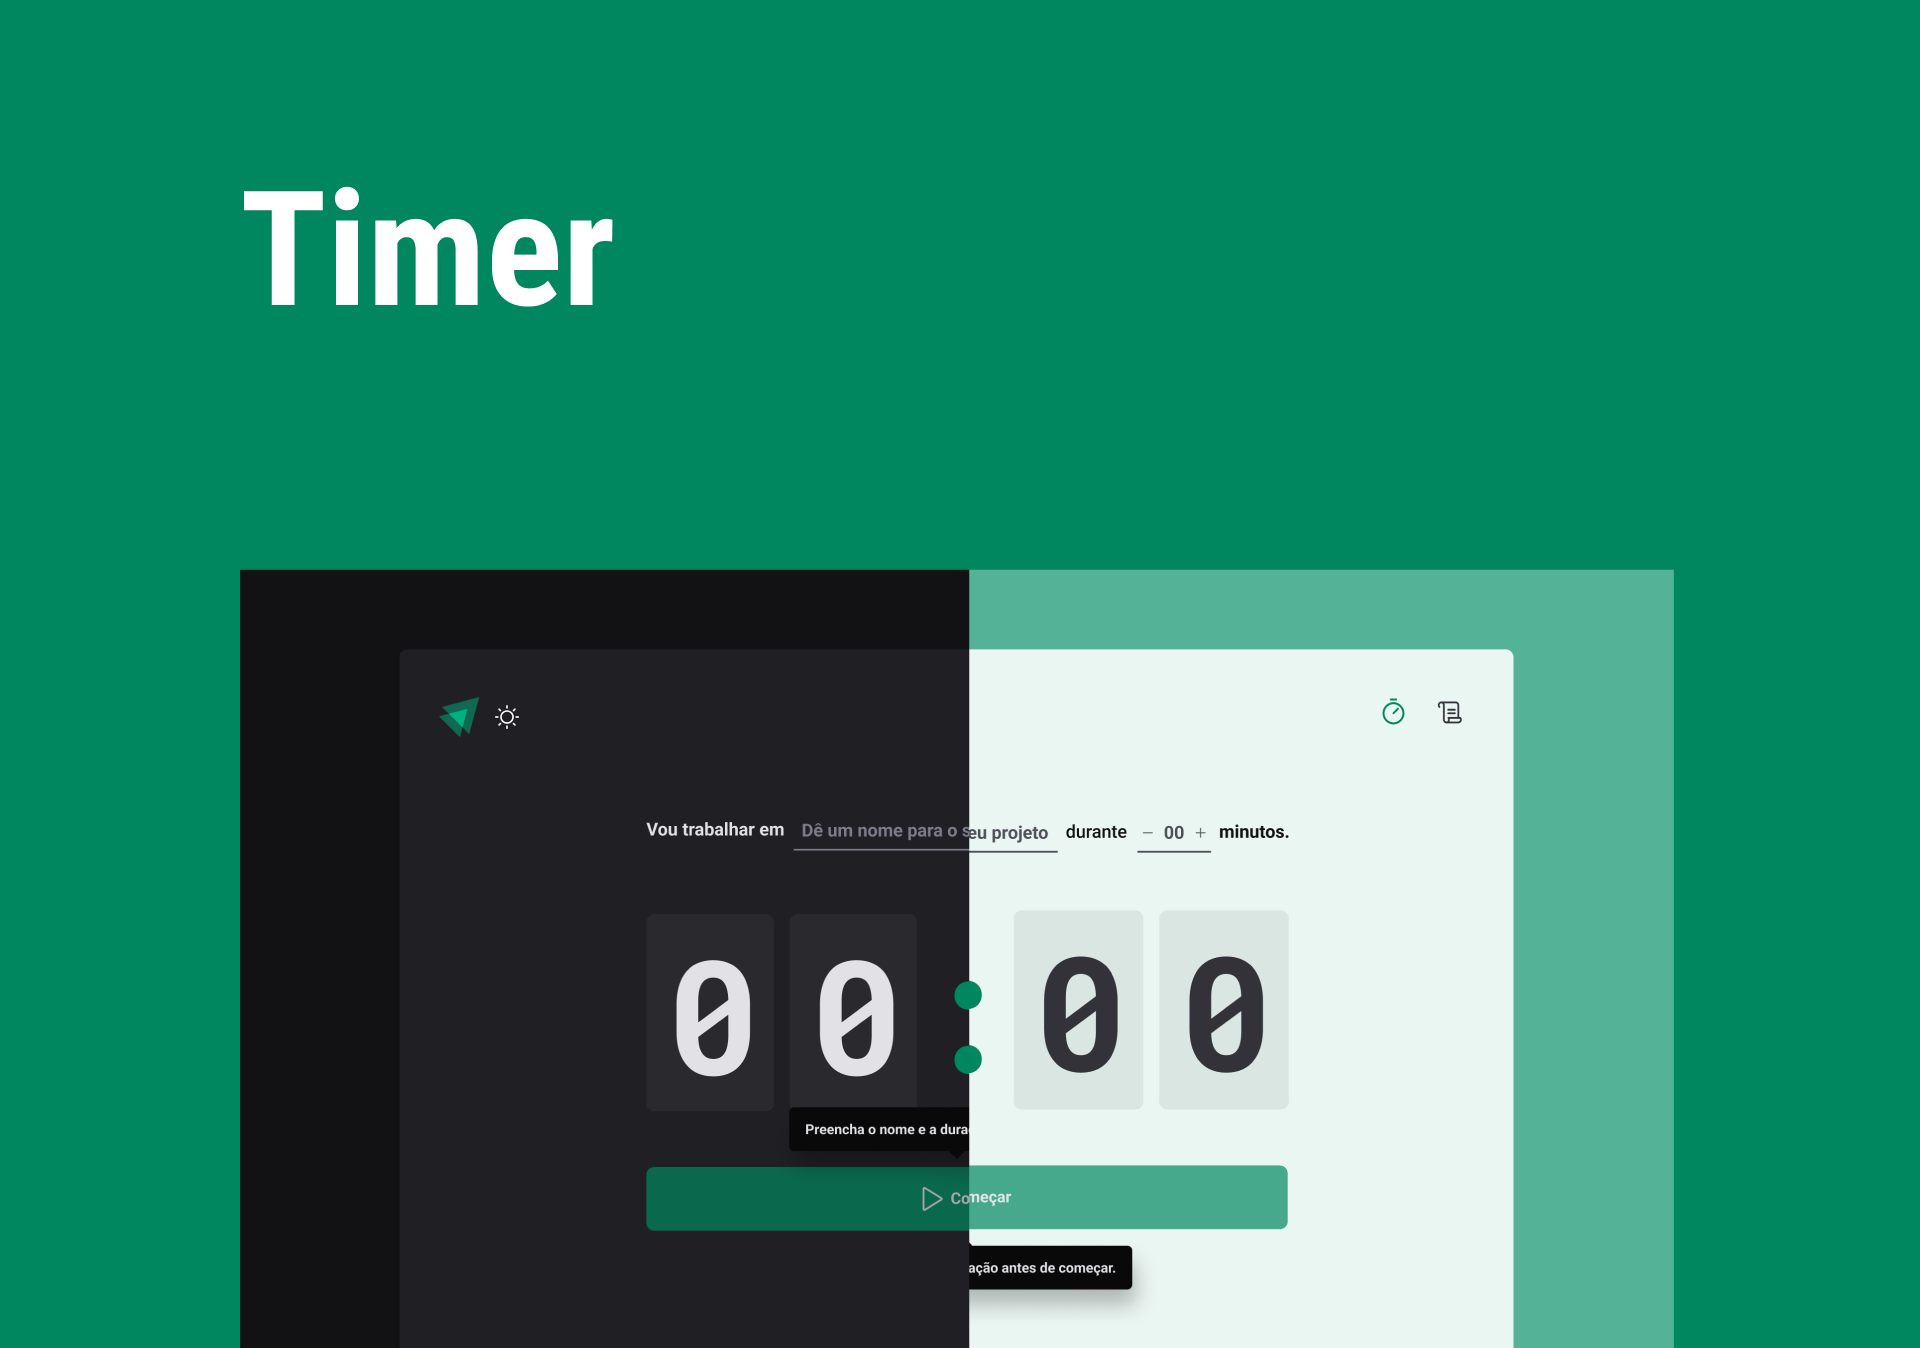 Timer
Vou trabalhar em Dê um nome para o seu projeto durante − 00 + minutos.
00:00
Preencha o nome e a dura
Começar
ação antes de começar.